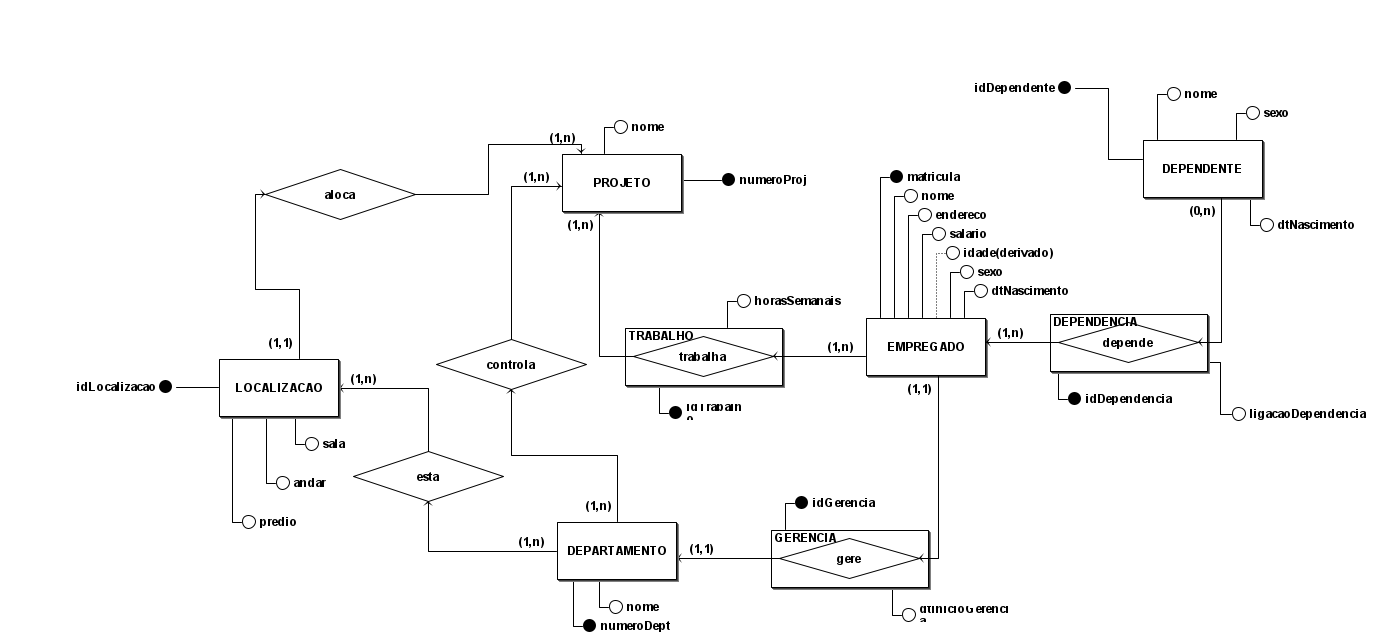 idDependente
nome
sexo
(1,n)
nome
DEPENDENTE
(1,n)
PROJETO
numeroProj
matricula
aloca
nome
(0,n)
endereco
(1,n)
dtNascimento
salario
idade(derivado)
sexo
dtNascimento
horasSemanais
DEPENDENCIA
TRABALHO
(1,n)
(1,1)
(1,n)
EMPREGADO
depende
trabalha
controla
(1,n)
LOCALIZACAO
idLocalizacao
(1,1)
idDependencia
ligacaoDependencia
sala
esta
andar
idGerencia
(1,n)
predio
GERENCIA
(1,n)
DEPARTAMENTO
(1,1)
gere
nome
numeroDept